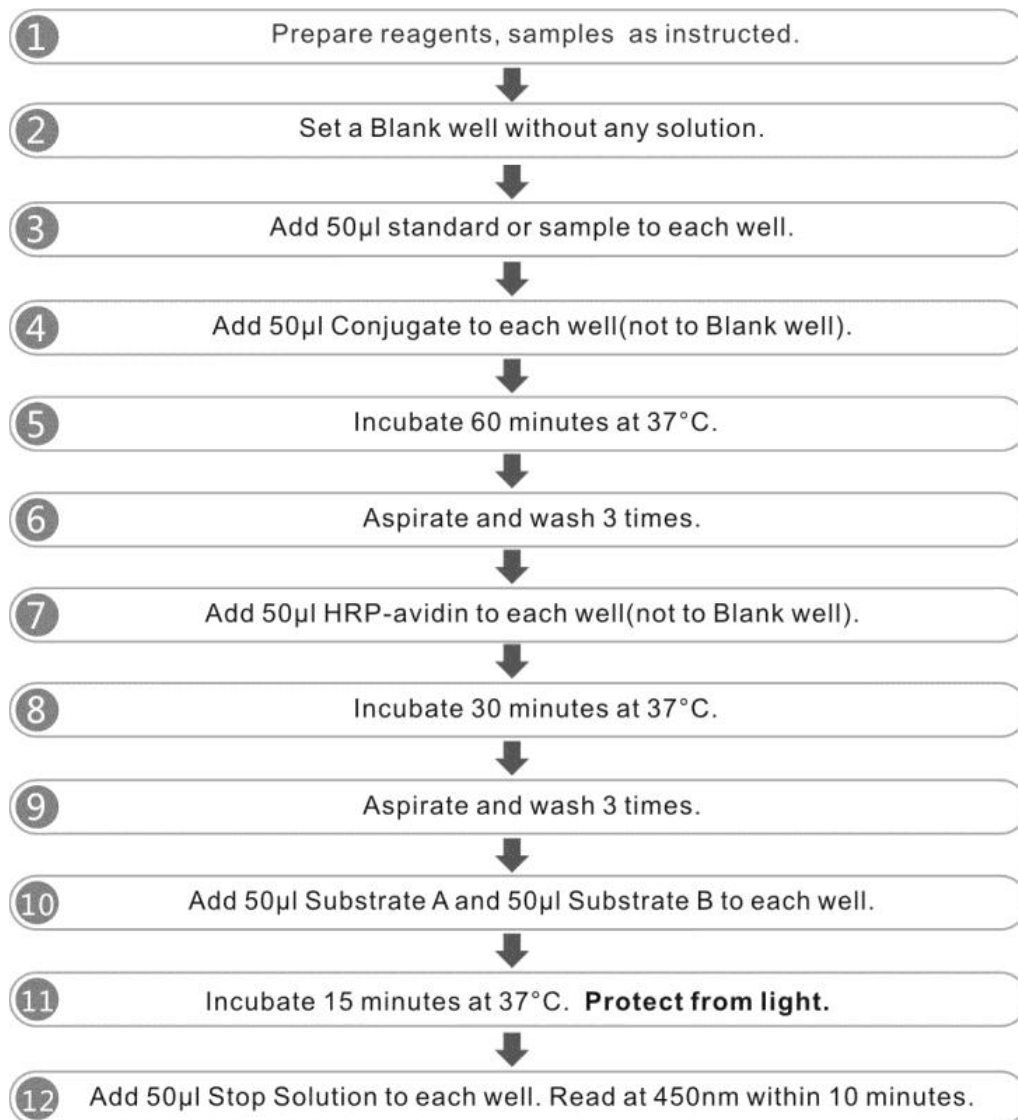 1 Prepare reagents, samples as instructed.
2 Set a Blank well without any solution.
3 Add 50µl standard or sample to each well.
4 Add 50µl Conjugate to each well(not to Blank well).
5 Incubate 60 minutes at 37°C.
6 Aspirate and wash 3 times.
7 Add 50µl HRP-avidin to each well(not to Blank well).
8 Incubate 30 minutes at 37°C.
9 Aspirate and wash 3 times.
10 Add 50µl Substrate A and 50µl Substrate B to each well.
11 Incubate 15 minutes at 37°C. Protect from light.
12 Add 50µl Stop Solution to each well. Read at 450nm within 10 minutes.